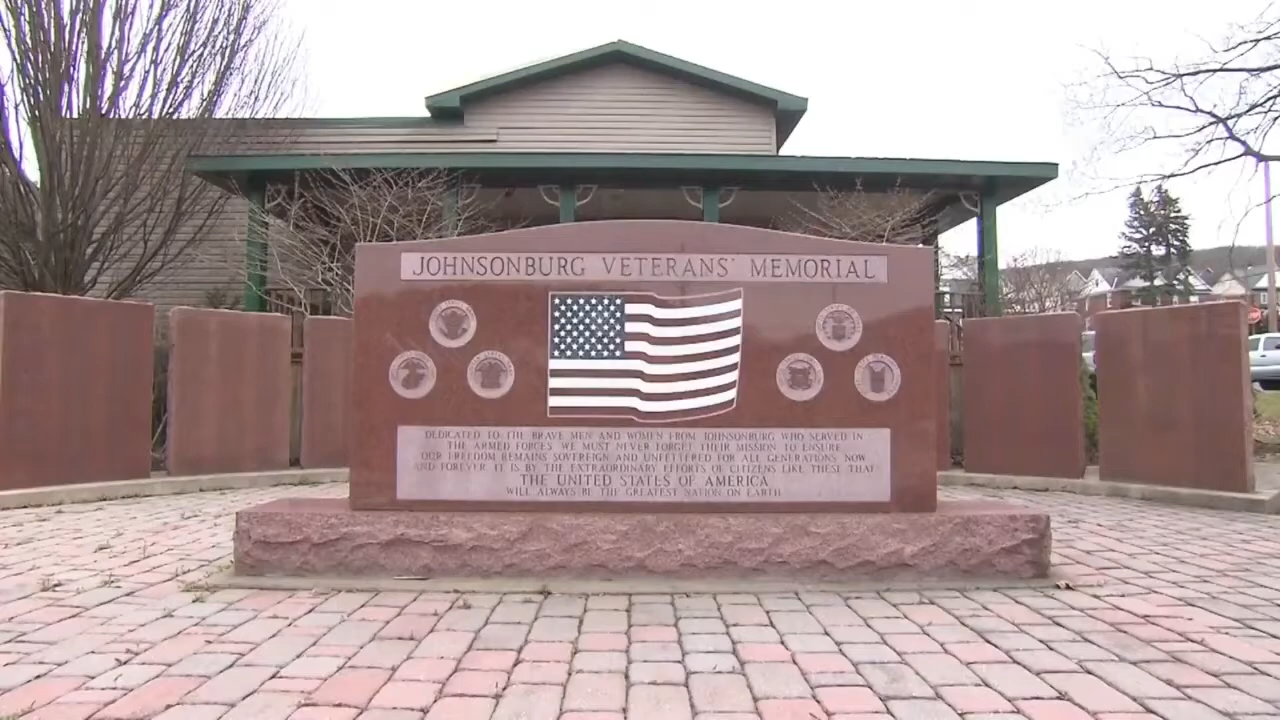 JOHNSONBURG VETERANS' MEMORIAL
DEDICATED TO THE BRAVE MEN AND WOMEN FROM JOHNSONBURG WHO SERVED IN
THE ARMED FORCES. WE MUST NEVER FORGET THEIR MISSION TO ENSURE
OUR FREEDOM REMAINS SOVEREIGN AND UNFETTERED FOR ALL GENERATIONS NOW
AND FOREVER. IT IS BY THE EXTRAORDINARY EFFORTS OF CITIZENS LIKE THESE THAT
THE UNITED STATES OF AMERICA
WILL ALWAYS BE THE GREATEST NATION ON EARTH